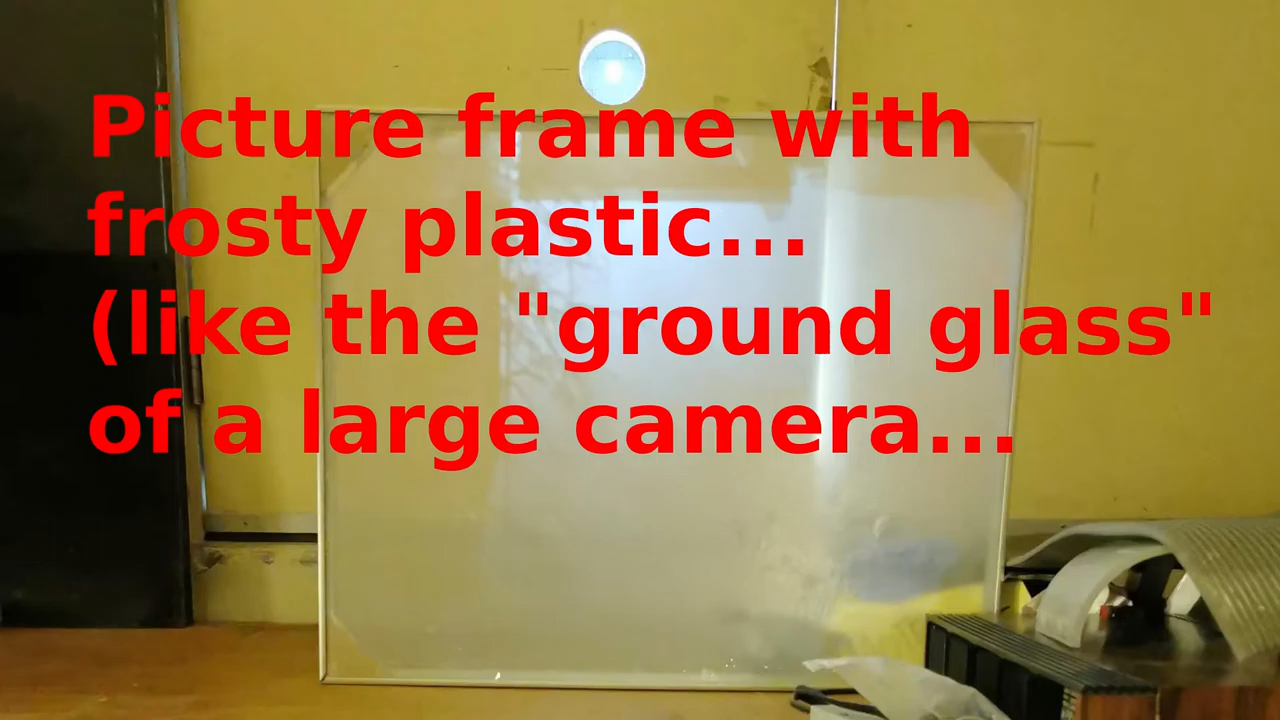 Picture frame with
frosty plastic...
(like the "ground glass"
of a large camera...